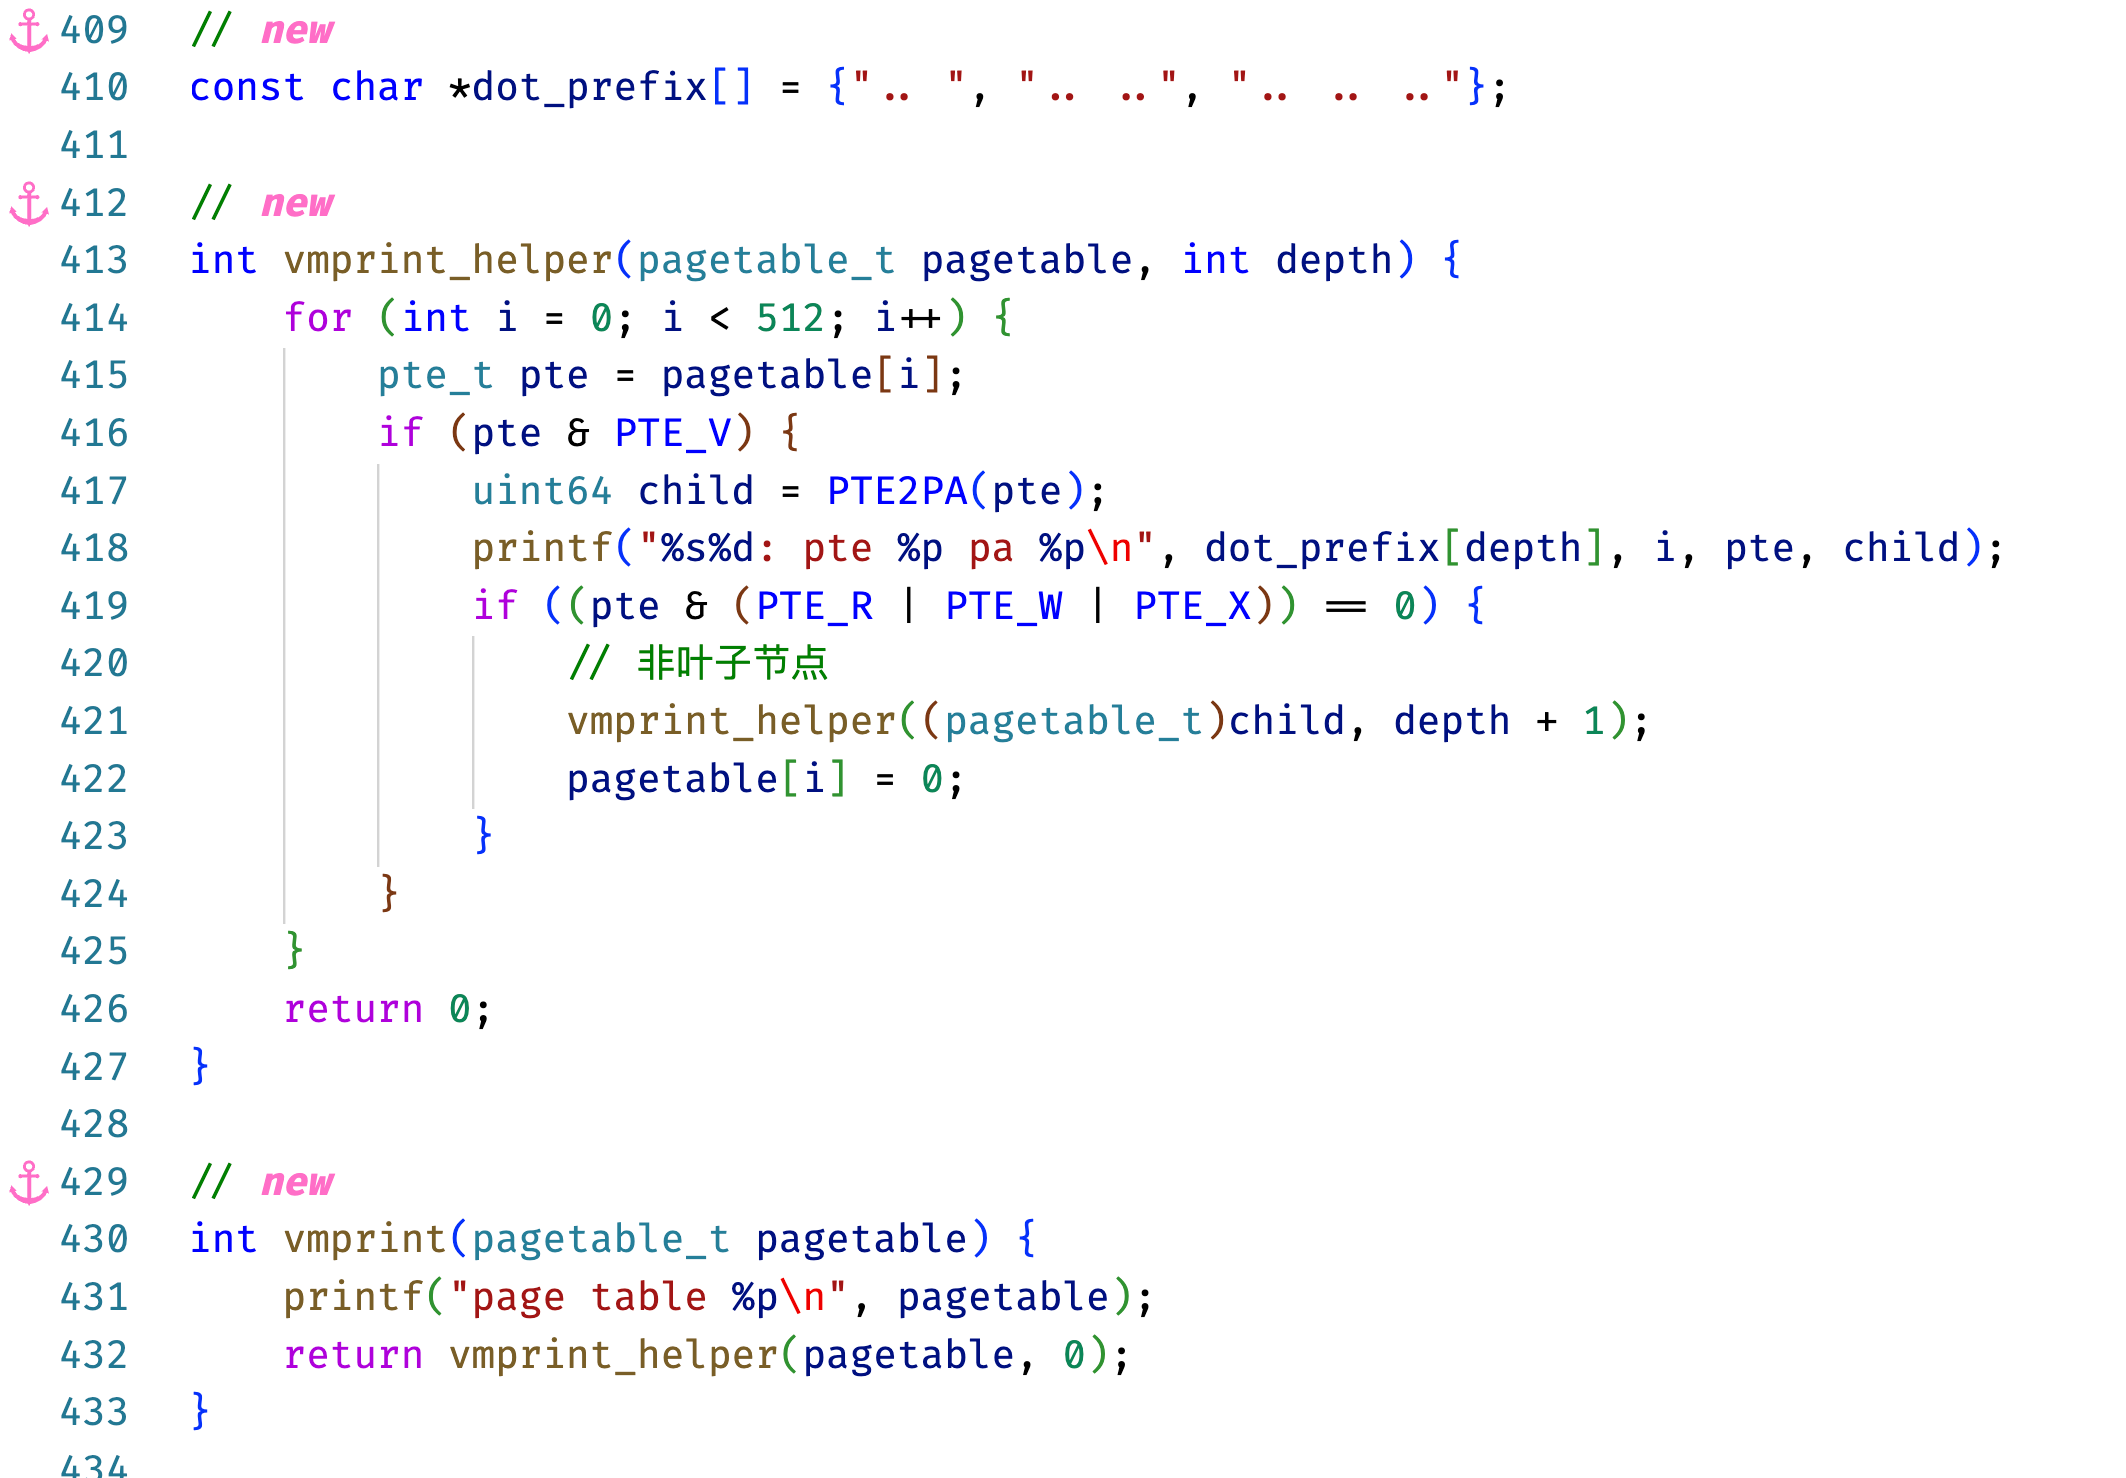 409 // new
410 const char *dot_prefix[] = {".. ", ".. ..", ".. .. .."};
411
412 // new
413 int vmprint_helper(pagetable_t pagetable, int depth) {
414     for (int i = 0; i < 512; i++) {
415         pte_t pte = pagetable[i];
416         if (pte & PTE_V) {
417             uint64 child = PTE2PA(pte);
418             printf("%s%d: pte %p pa %p\n", dot_prefix[depth], i, pte, child);
419             if ((pte & (PTE_R | PTE_W | PTE_X)) == 0) {
420                 // 非叶子节点
421                 vmprint_helper((pagetable_t)child, depth + 1);
422                 pagetable[i] = 0;
423             }
424         }
425     }
426     return 0;
427 }
428
429 // new
430 int vmprint(pagetable_t pagetable) {
431     printf("page table %p\n", pagetable);
432     return vmprint_helper(pagetable, 0);
433 }
434